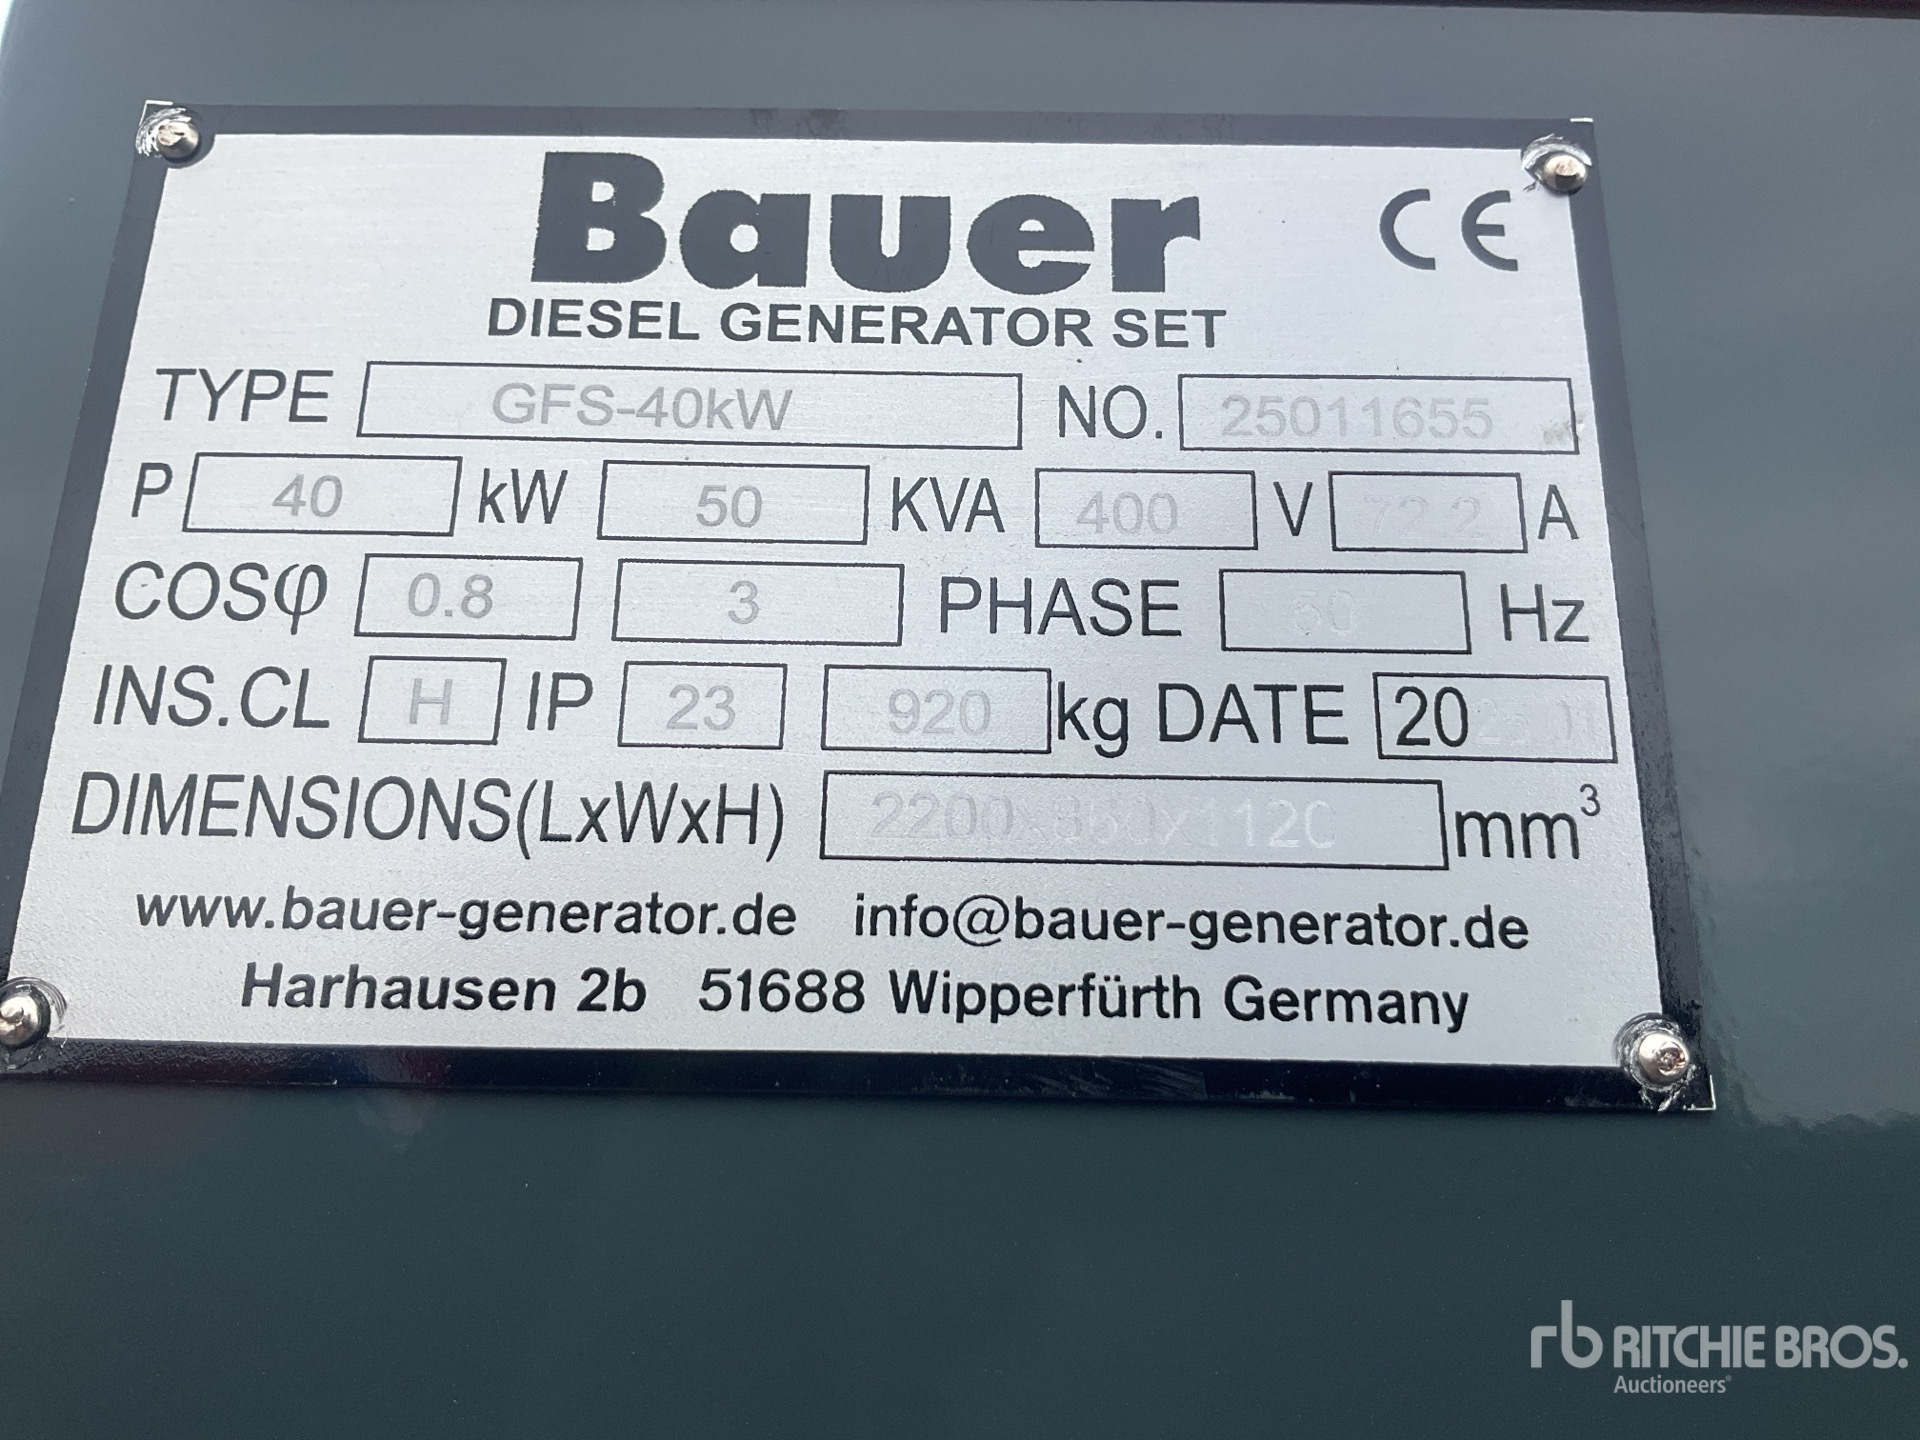 Bauer CE
DIESEL GENERATOR SET
TYPE GFS-40kW NO. 25011655
P 40 kW 50 KVA 400 V 72.2 A
COSφ 0.8 3 PHASE Hz
INS.CL H IP 23 920 kg DATE 20
DIMENSIONS(LxWxH) 2200x860x1120 mm³
www.bauer-generator.de info@bauer-generator.de
Harhausen 2b 51688 Wipperfürth Germany
rb RITCHIE BROS.
Auctioneers®